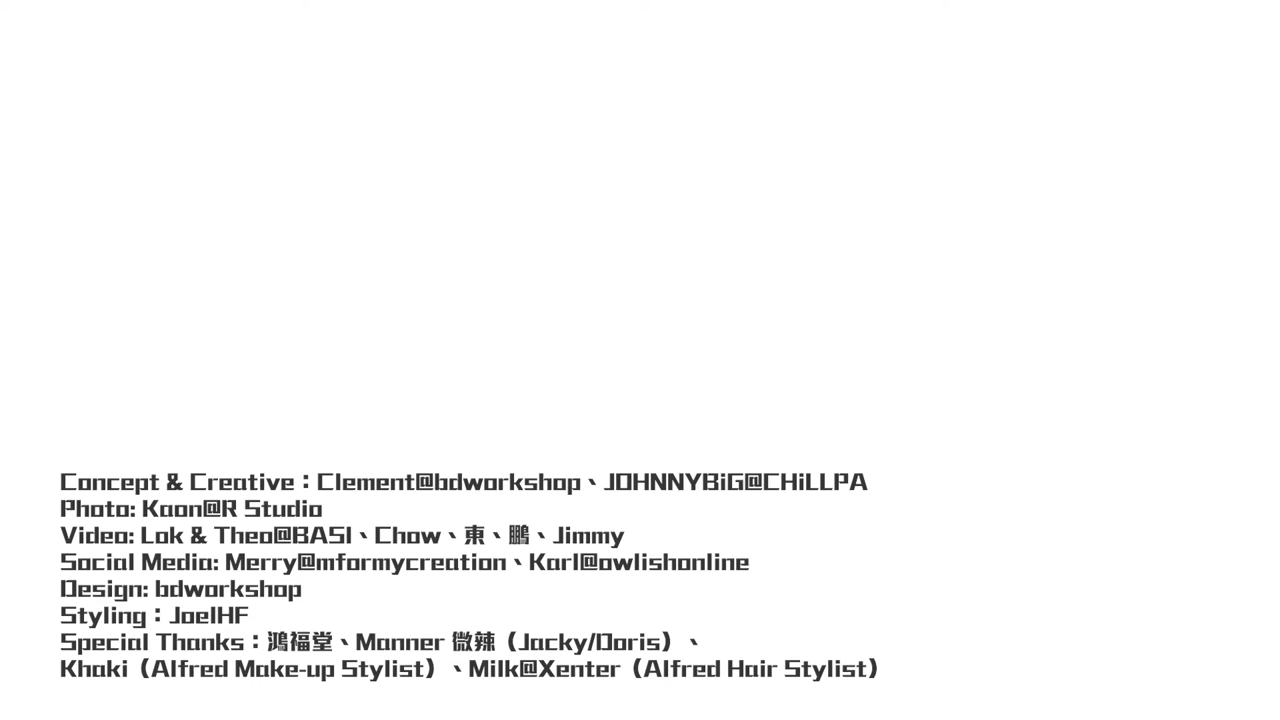 Concept & Creative：Clement@bdworkshop、JOHNNYBiG@CHiLLPA
Photo: Kaon@R Studio
Video: Lok & Theo@BASI、Chow、東、鵬、Jimmy
Social Media: Merry@mformycreation、Karl@owlishonline
Design: bdworkshop
Styling：JoelHF
Special Thanks：鴻福堂、Manner 微辣（Jacky/Doris）、
Khaki（Alfred Make-up Stylist）、Milk@Xenter（Alfred Hair Stylist）